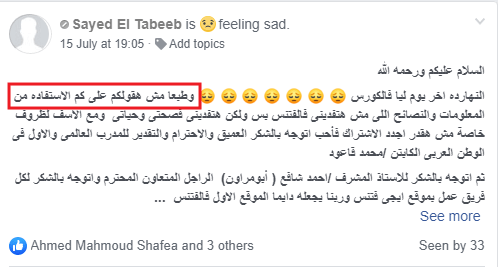 Sayed El Tabeeb is 😟 feeling sad.
15 July at 19:05 · Add topics
السلام عليكم ورحمه الله
النهارده اخر يوم ليا فالكورس 😔 😔 😔 😔 😔 😔 😔 😔 وطبعا مش هقولكم على كم الاستفاده من
المعلومات والنصائح اللى مش هتفدينى فالفتنس بس ولكن هتفدينى فصحتى وحياتى ومع الاسف لظروف
خاصة مش هقدر اجدد الاشتراك فأحب اتوجه بالشكر العميق والاحترام والتقدير للمدرب العالمى والاول فى
الوطن العربى الكابتن /محمد قاعود
ثم اتوجه بالشكر للاستاذ المشرف /احمد شافع ( أبومراون) الراجل المتعاون المحترم واتوجه بالشكر لكل
فريق عمل بموقع ايجى فتنس وربنا يجعله دايما الموقع الاول فالفتنس ...
See more
Ahmed Mahmoud Shafea and 3 others
Seen by 33